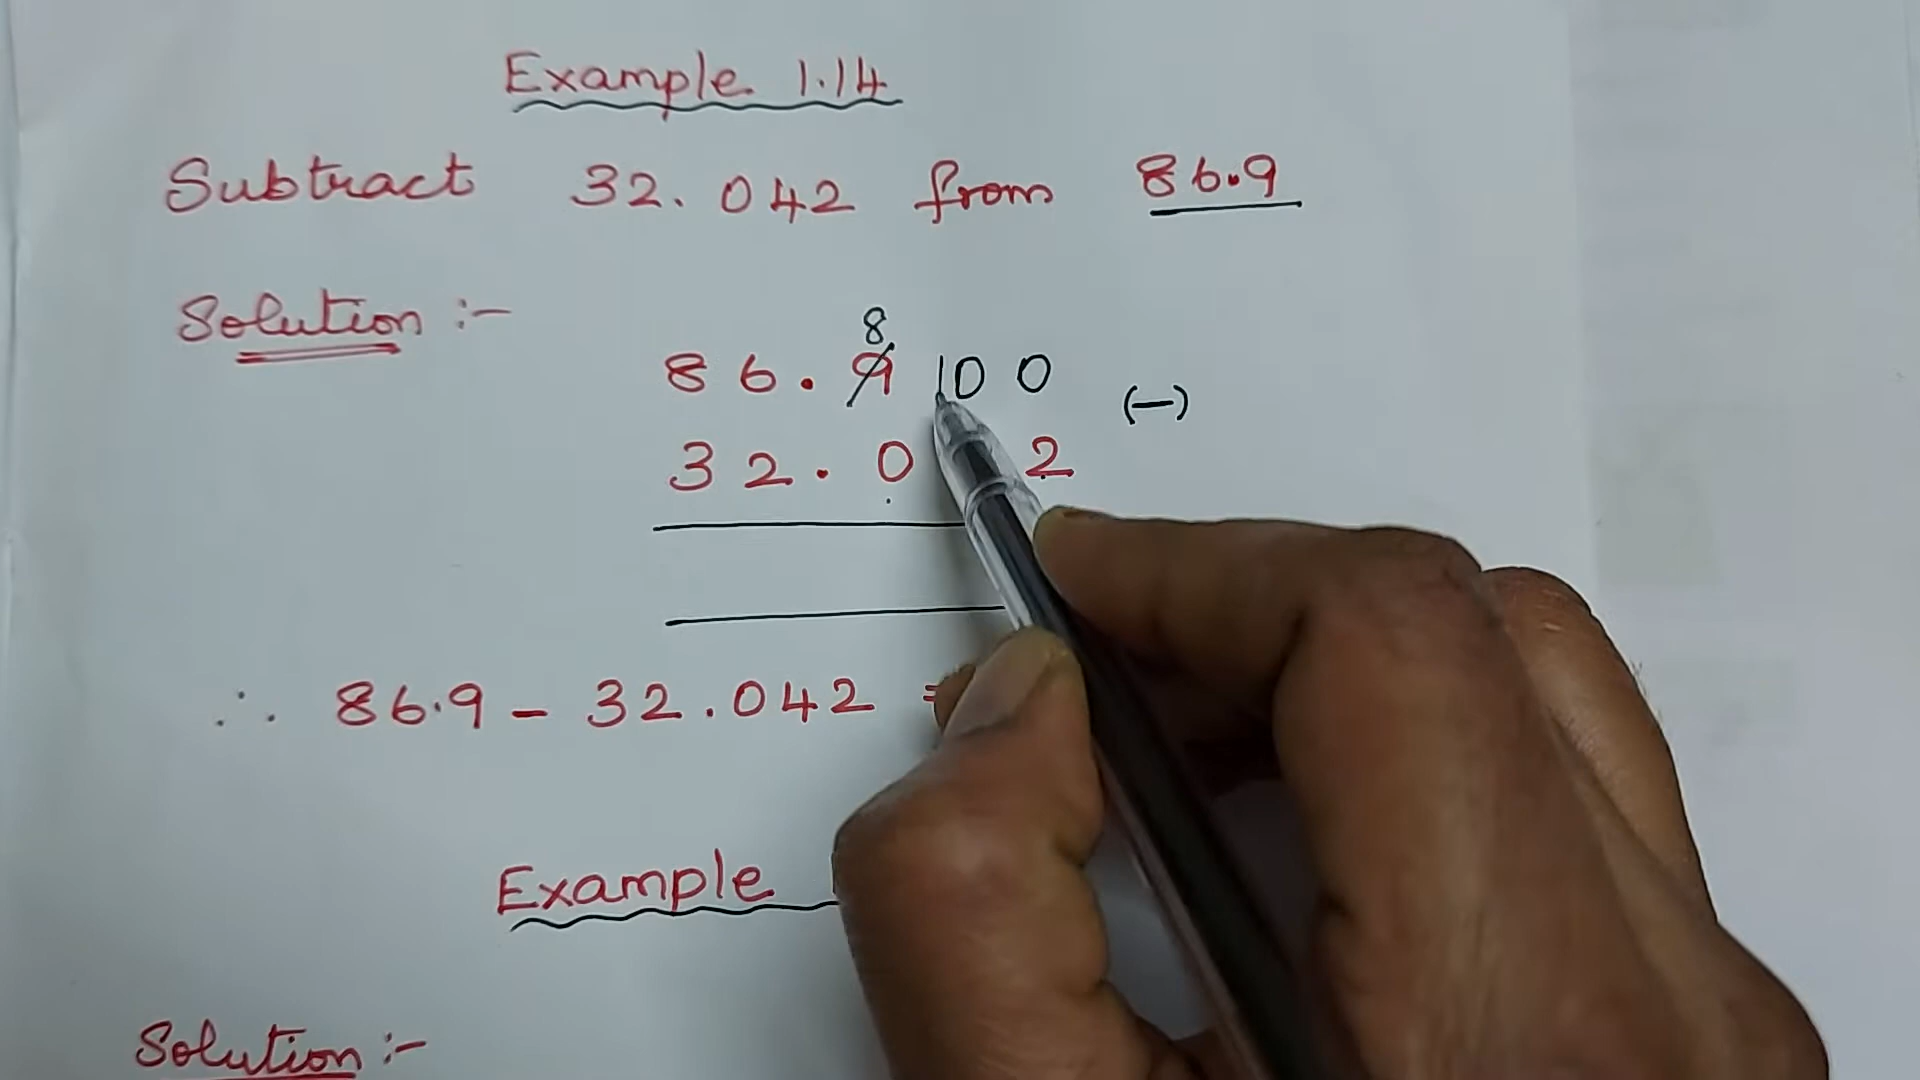 Example 1.14
Subtract 32.042 from 86.9
Solution :-
8
86.9 10 0 (-)
32.0 2
∴ 86.9 - 32.042 =
Example
Solution :-